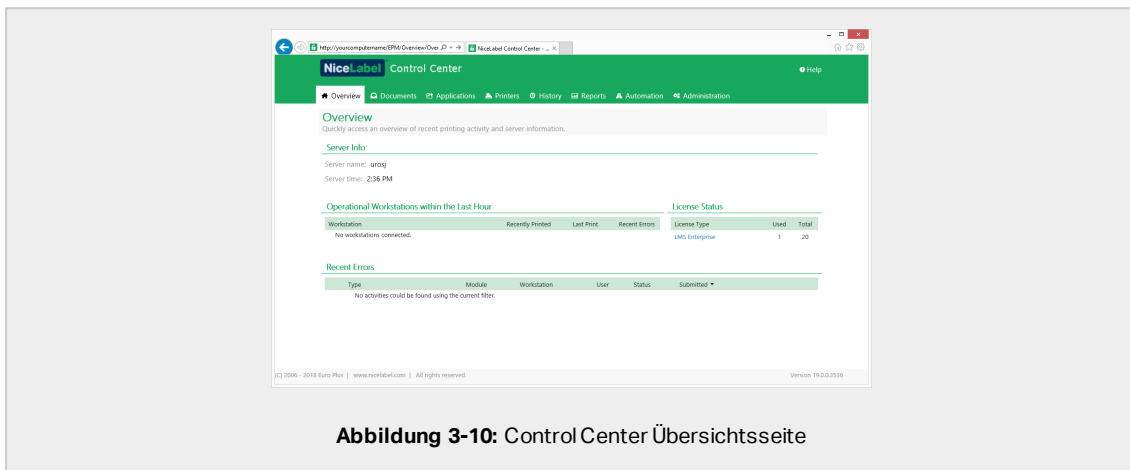 http://yourcomputername/EPM/Overview/Over
NiceLabel Control Center - ...
NiceLabel Control Center
Help
Overview Documents Applications Printers History Reports Automation Administration
Overview
Quickly access an overview of recent printing activity and server information.
Server Info
Server name: urosj
Server time: 2:36 PM
Operational Workstations within the Last Hour License Status
Workstation Recently Printed Last Print Recent Errors License Type Used Total
No workstations connected. LMS Enterprise 1 20
Recent Errors
Type Module Workstation User Status Submitted
No activities could be found using the current filter.
(C) 2006 - 2018 Euro Plus | www.nicelabel.com | All rights reserved. Version 19.0.0.3536
Abbildung 3-10: Control Center Übersichtsseite